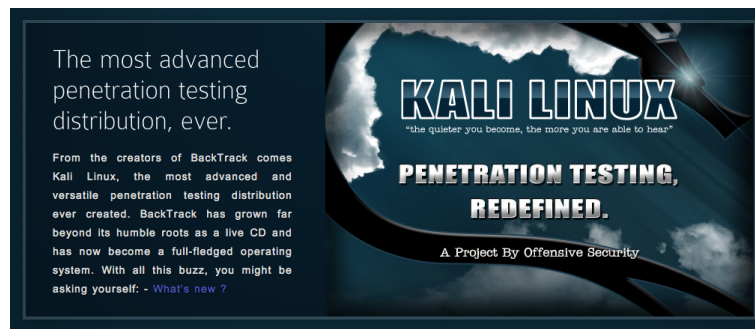 The most advanced
penetration testing
distribution, ever.
From the creators of BackTrack comes
Kali Linux, the most advanced and
versatile penetration testing distribution
ever created. BackTrack has grown far
beyond its humble roots as a live CD and
has now become a full-fledged operating
system. With all this buzz, you might be
asking yourself: - What's new ?
KALI LINUX
"the quieter you become, the more you are able to hear"
PENETRATION TESTING,
REDEFINED.
A Project By Offensive Security